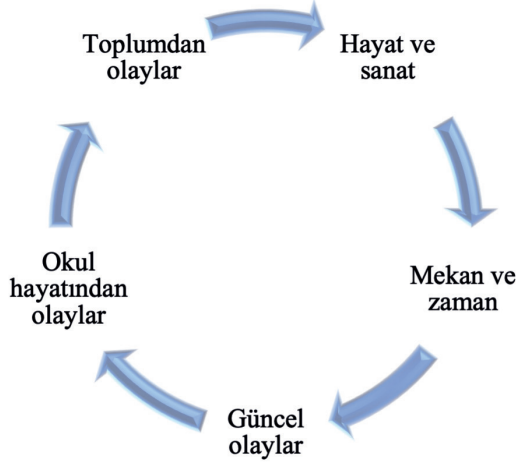 Toplumdan
olaylar
Hayat ve
sanat
Mekan ve
zaman
Güncel
olaylar
Okul
hayatından
olaylar